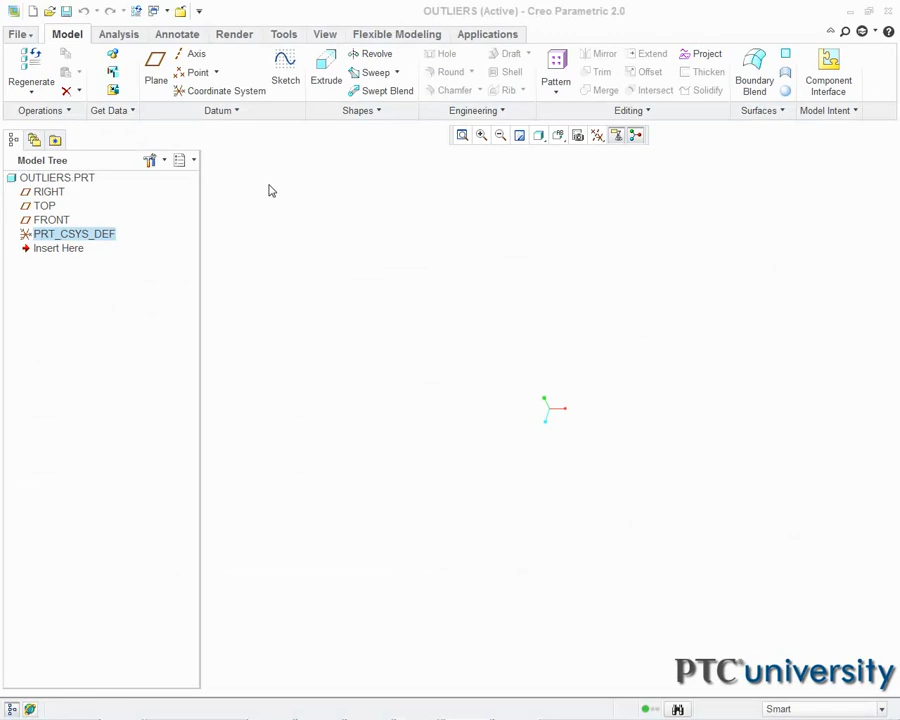 OUTLIERS (Active) - Creo Parametric 2.0
File Model Analysis Annotate Render Tools View Flexible Modeling Applications
Regenerate
Operations
Get Data
Plane
Axis
Point
Coordinate System
Sketch
Datum
Extrude
Revolve
Sweep
Swept Blend
Shapes
Hole
Round
Chamfer
Draft
Shell
Rib
Engineering
Pattern
Mirror
Trim
Merge
Extend
Offset
Intersect
Project
Thicken
Solidify
Editing
Boundary
Blend
Surfaces
Component
Interface
Model Intent
Model Tree
OUTLIERS.PRT
RIGHT
TOP
FRONT
PRT_CSYS_DEF
Insert Here
PTC university
Smart